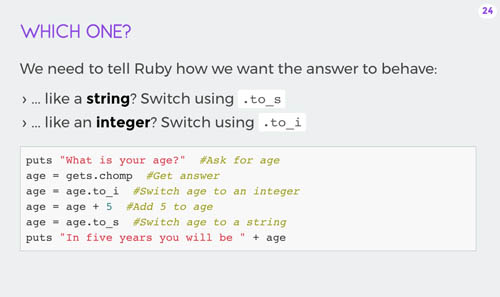 24
WHICH ONE?
We need to tell Ruby how we want the answer to behave:
› ... like a string? Switch using .to_s
› ... like an integer? Switch using .to_i
puts "What is your age?"  #Ask for age
age = gets.chomp  #Get answer
age = age.to_i  #Switch age to an integer
age = age + 5  #Add 5 to age
age = age.to_s  #Switch age to a string
puts "In five years you will be " + age